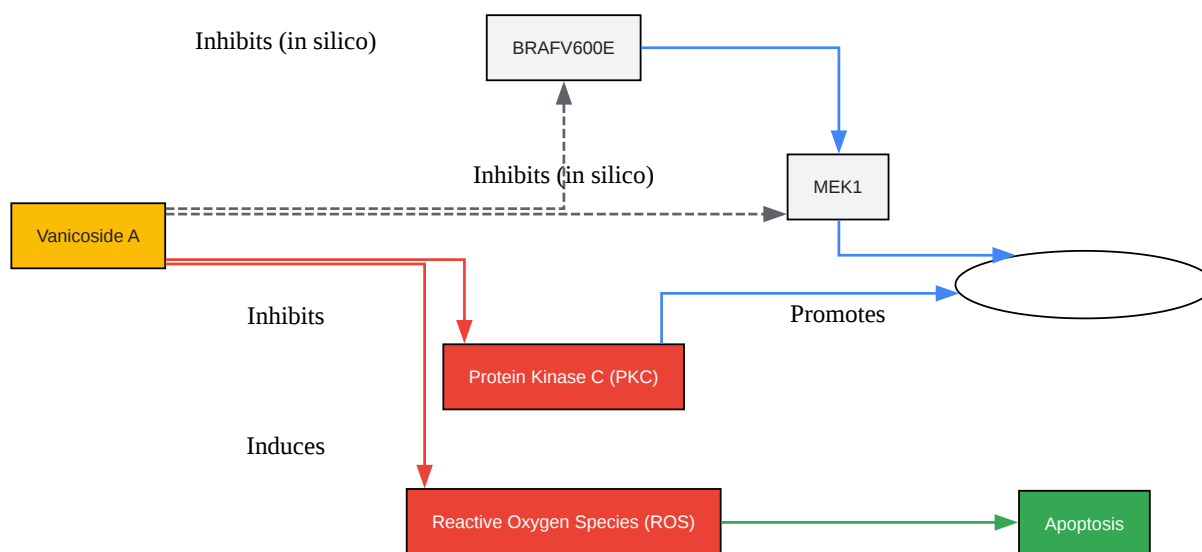 Inhibits (in silico)
BRAFV600E
Inhibits (in silico)
MEK1
Vanicoside A
Inhibits
Promotes
Protein Kinase C (PKC)
Induces
Reactive Oxygen Species (ROS)
Apoptosis